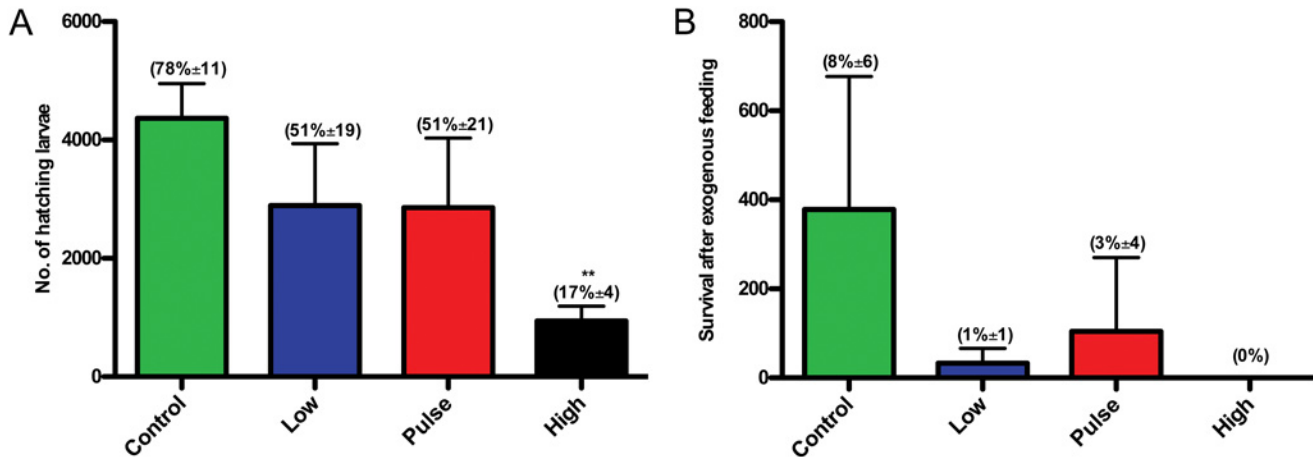 A
No. of hatching larvae
6000
4000
2000
0
(78%±11)
(51%±19)
(51%±21)
**
(17%±4)
Control
Low
Pulse
High
B
Survival after exogenous feeding
800
600
400
200
0
(8%±6)
(1%±1)
(3%±4)
(0%)
Control
Low
Pulse
High